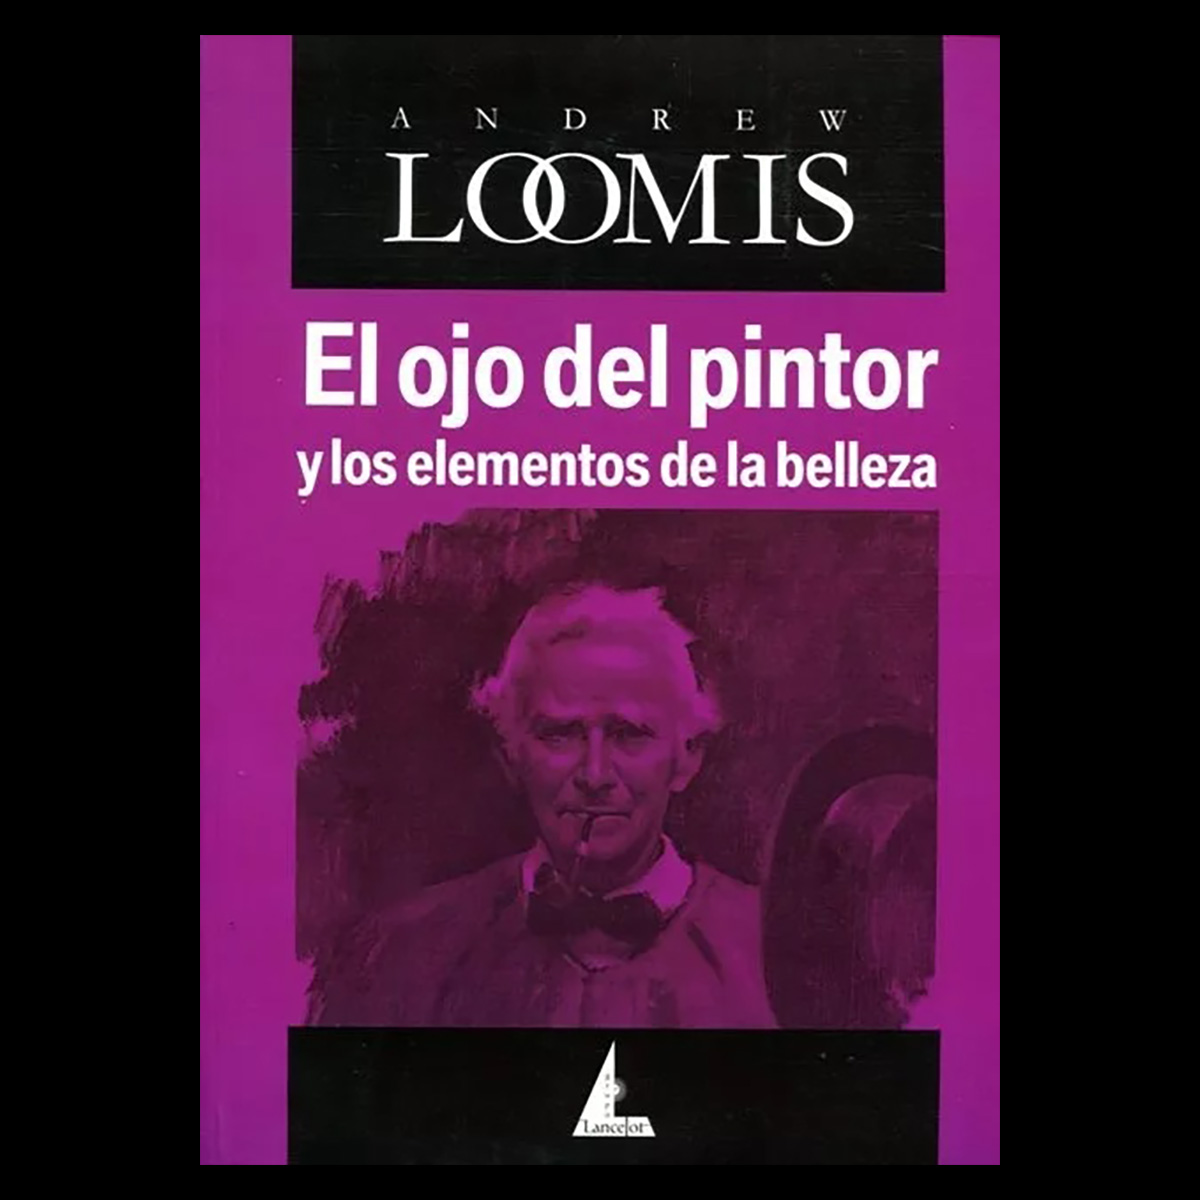 ANDREW
LOOMIS
El ojo del pintor
y los elementos de la belleza
Lancelot